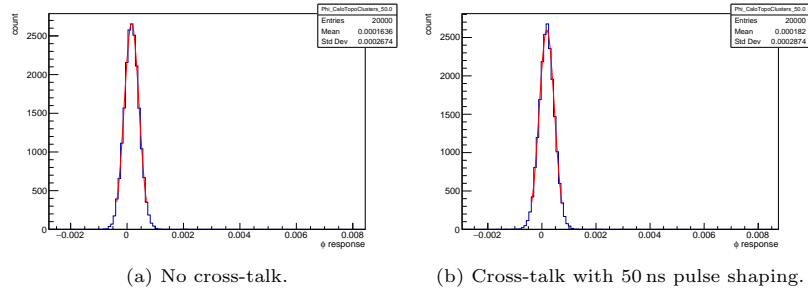 Phi_CaloTopoClusters_50.0
Entries 20000
Mean 0.0001636
Std Dev 0.0002674
count
2500
2000
1500
1000
500
0
−0.002 0 0.002 0.004 0.006 0.008
ϕ response
(a) No cross-talk.
Phi_CaloTopoClusters_50.0
Entries 20000
Mean 0.000182
Std Dev 0.0002874
count
2500
2000
1500
1000
500
0
−0.002 0 0.002 0.004 0.006 0.008
ϕ response
(b) Cross-talk with 50 ns pulse shaping.